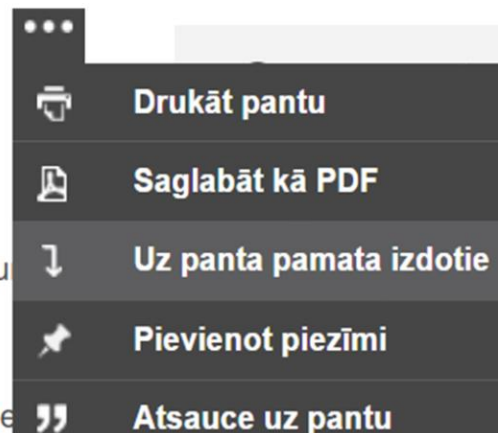 Drukāt pantu
Saglabāt kā PDF
Uz panta pamata izdotie
Pievienot piezīmi
Atsauce uz pantu